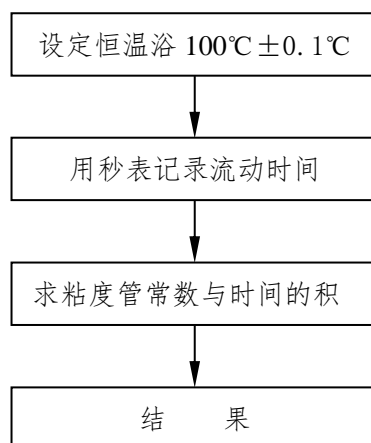 设定恒温浴 100℃±0.1℃
用秒表记录流动时间
求粘度管常数与时间的积
结 果